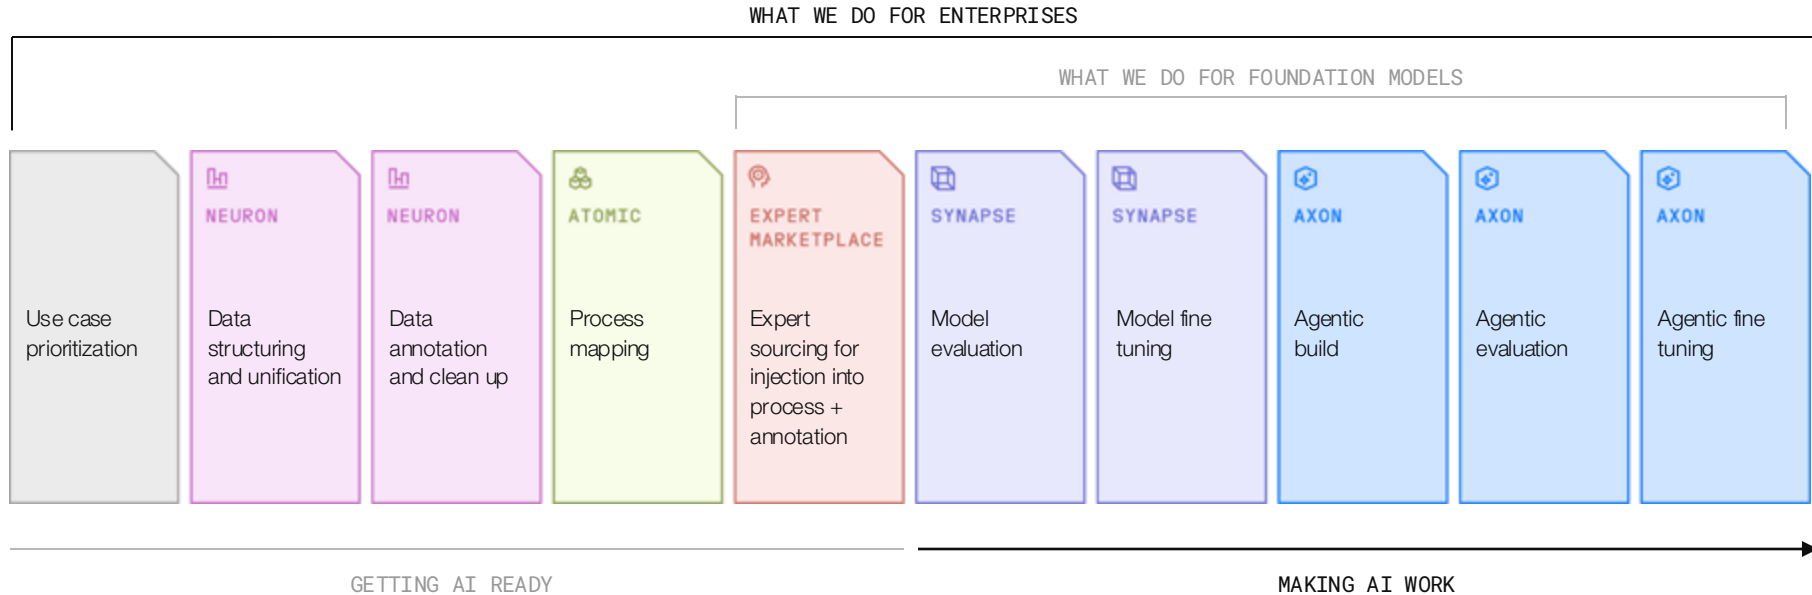 WHAT WE DO FOR ENTERPRISES
WHAT WE DO FOR FOUNDATION MODELS
Use case
prioritization
NEURON
Data
structuring
and unification
NEURON
Data
annotation
and clean up
ATOMIC
Process
mapping
EXPERT
MARKETPLACE
Expert
sourcing for
injection into
process +
annotation
SYNAPSE
Model
evaluation
SYNAPSE
Model fine
tuning
AXON
Agentic
build
AXON
Agentic
evaluation
AXON
Agentic fine
tuning
GETTING AI READY
MAKING AI WORK